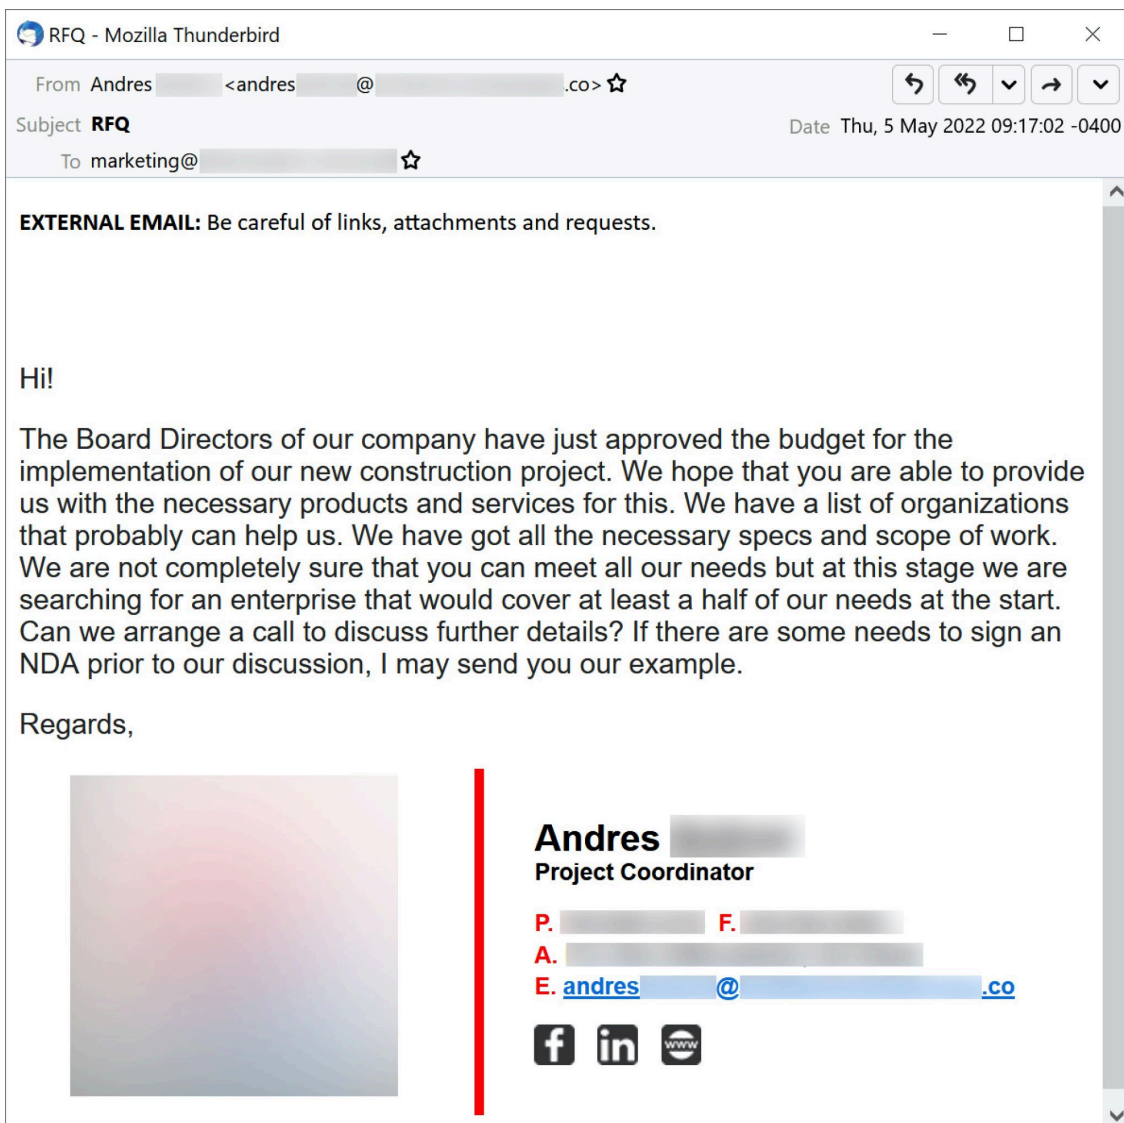 RFQ - Mozilla Thunderbird
From Andres <andres @ .co>
Subject RFQ
Date Thu, 5 May 2022 09:17:02 -0400
To marketing@
EXTERNAL EMAIL: Be careful of links, attachments and requests.
Hi!
The Board Directors of our company have just approved the budget for the
implementation of our new construction project. We hope that you are able to provide
us with the necessary products and services for this. We have a list of organizations
that probably can help us. We have got all the necessary specs and scope of work.
We are not completely sure that you can meet all our needs but at this stage we are
searching for an enterprise that would cover at least a half of our needs at the start.
Can we arrange a call to discuss further details? If there are some needs to sign an
NDA prior to our discussion, I may send you our example.
Regards,
Andres
Project Coordinator
P. F.
A.
E. andres @ .co
f in www